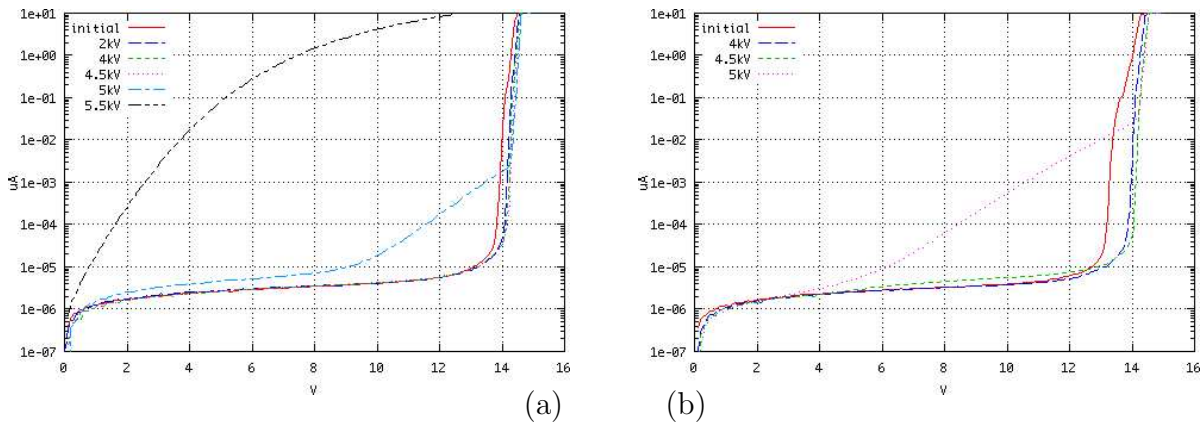 1e+01
1e+00
1e-01
1e-02
1e-03
1e-04
1e-05
1e-06
1e-07
uA
initial
2kV
4kV
4.5kV
5kV
5.5kV
0 2 4 6 8 10 12 14 16
V
(a)
1e+01
1e+00
1e-01
1e-02
1e-03
1e-04
1e-05
1e-06
1e-07
uA
initial
4kV
4.5kV
5kV
0 2 4 6 8 10 12 14 16
V
(b)